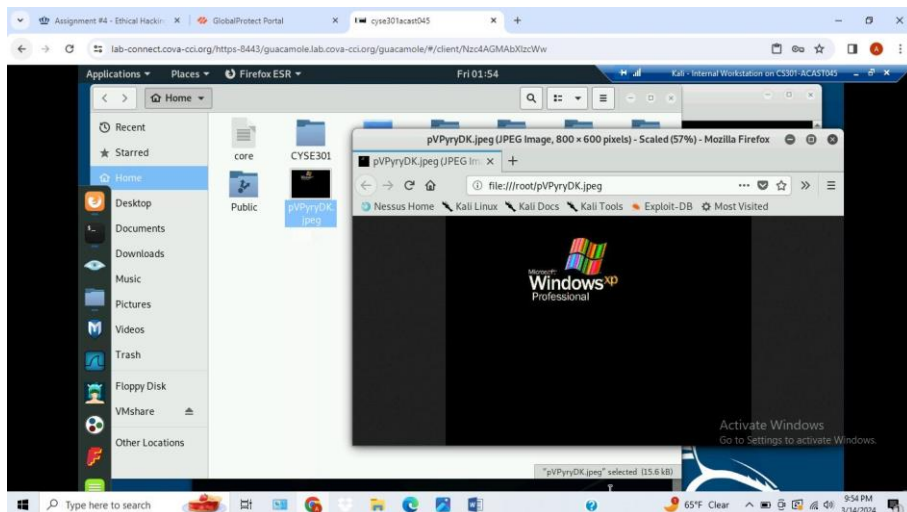 Assignment #4 - Ethical Hackin
GlobalProtect Portal
cyse301acast045
lab-connect.cova-cci.org/https-8443/guacamole.lab.cova-cci.org/guacamole/#/client/Nzc4AGMAbXlzcWw
Applications Places Firefox ESR Fri 01:54 Kali - Internal Workstation on CS301-ACAST045
Home
Recent
Starred
Home
Desktop
Documents
Downloads
Music
Pictures
Videos
Trash
Floppy Disk
VMshare
Other Locations
core
CYSE301
Public
pVPyryDK.
jpeg
pVPyryDK.jpeg (JPEG Image, 800 × 600 pixels) - Scaled (57%) - Mozilla Firefox
pVPyryDK.jpeg (JPEG Im
file:///root/pVPyryDK.jpeg
Nessus Home Kali Linux Kali Docs Kali Tools Exploit-DB Most Visited
Microsoft
Windows xp
Professional
Activate Windows
Go to Settings to activate Windows.
"pVPyryDK.jpeg" selected (15.6 kB)
Type here to search
65°F Clear
9:54 PM
3/14/2024